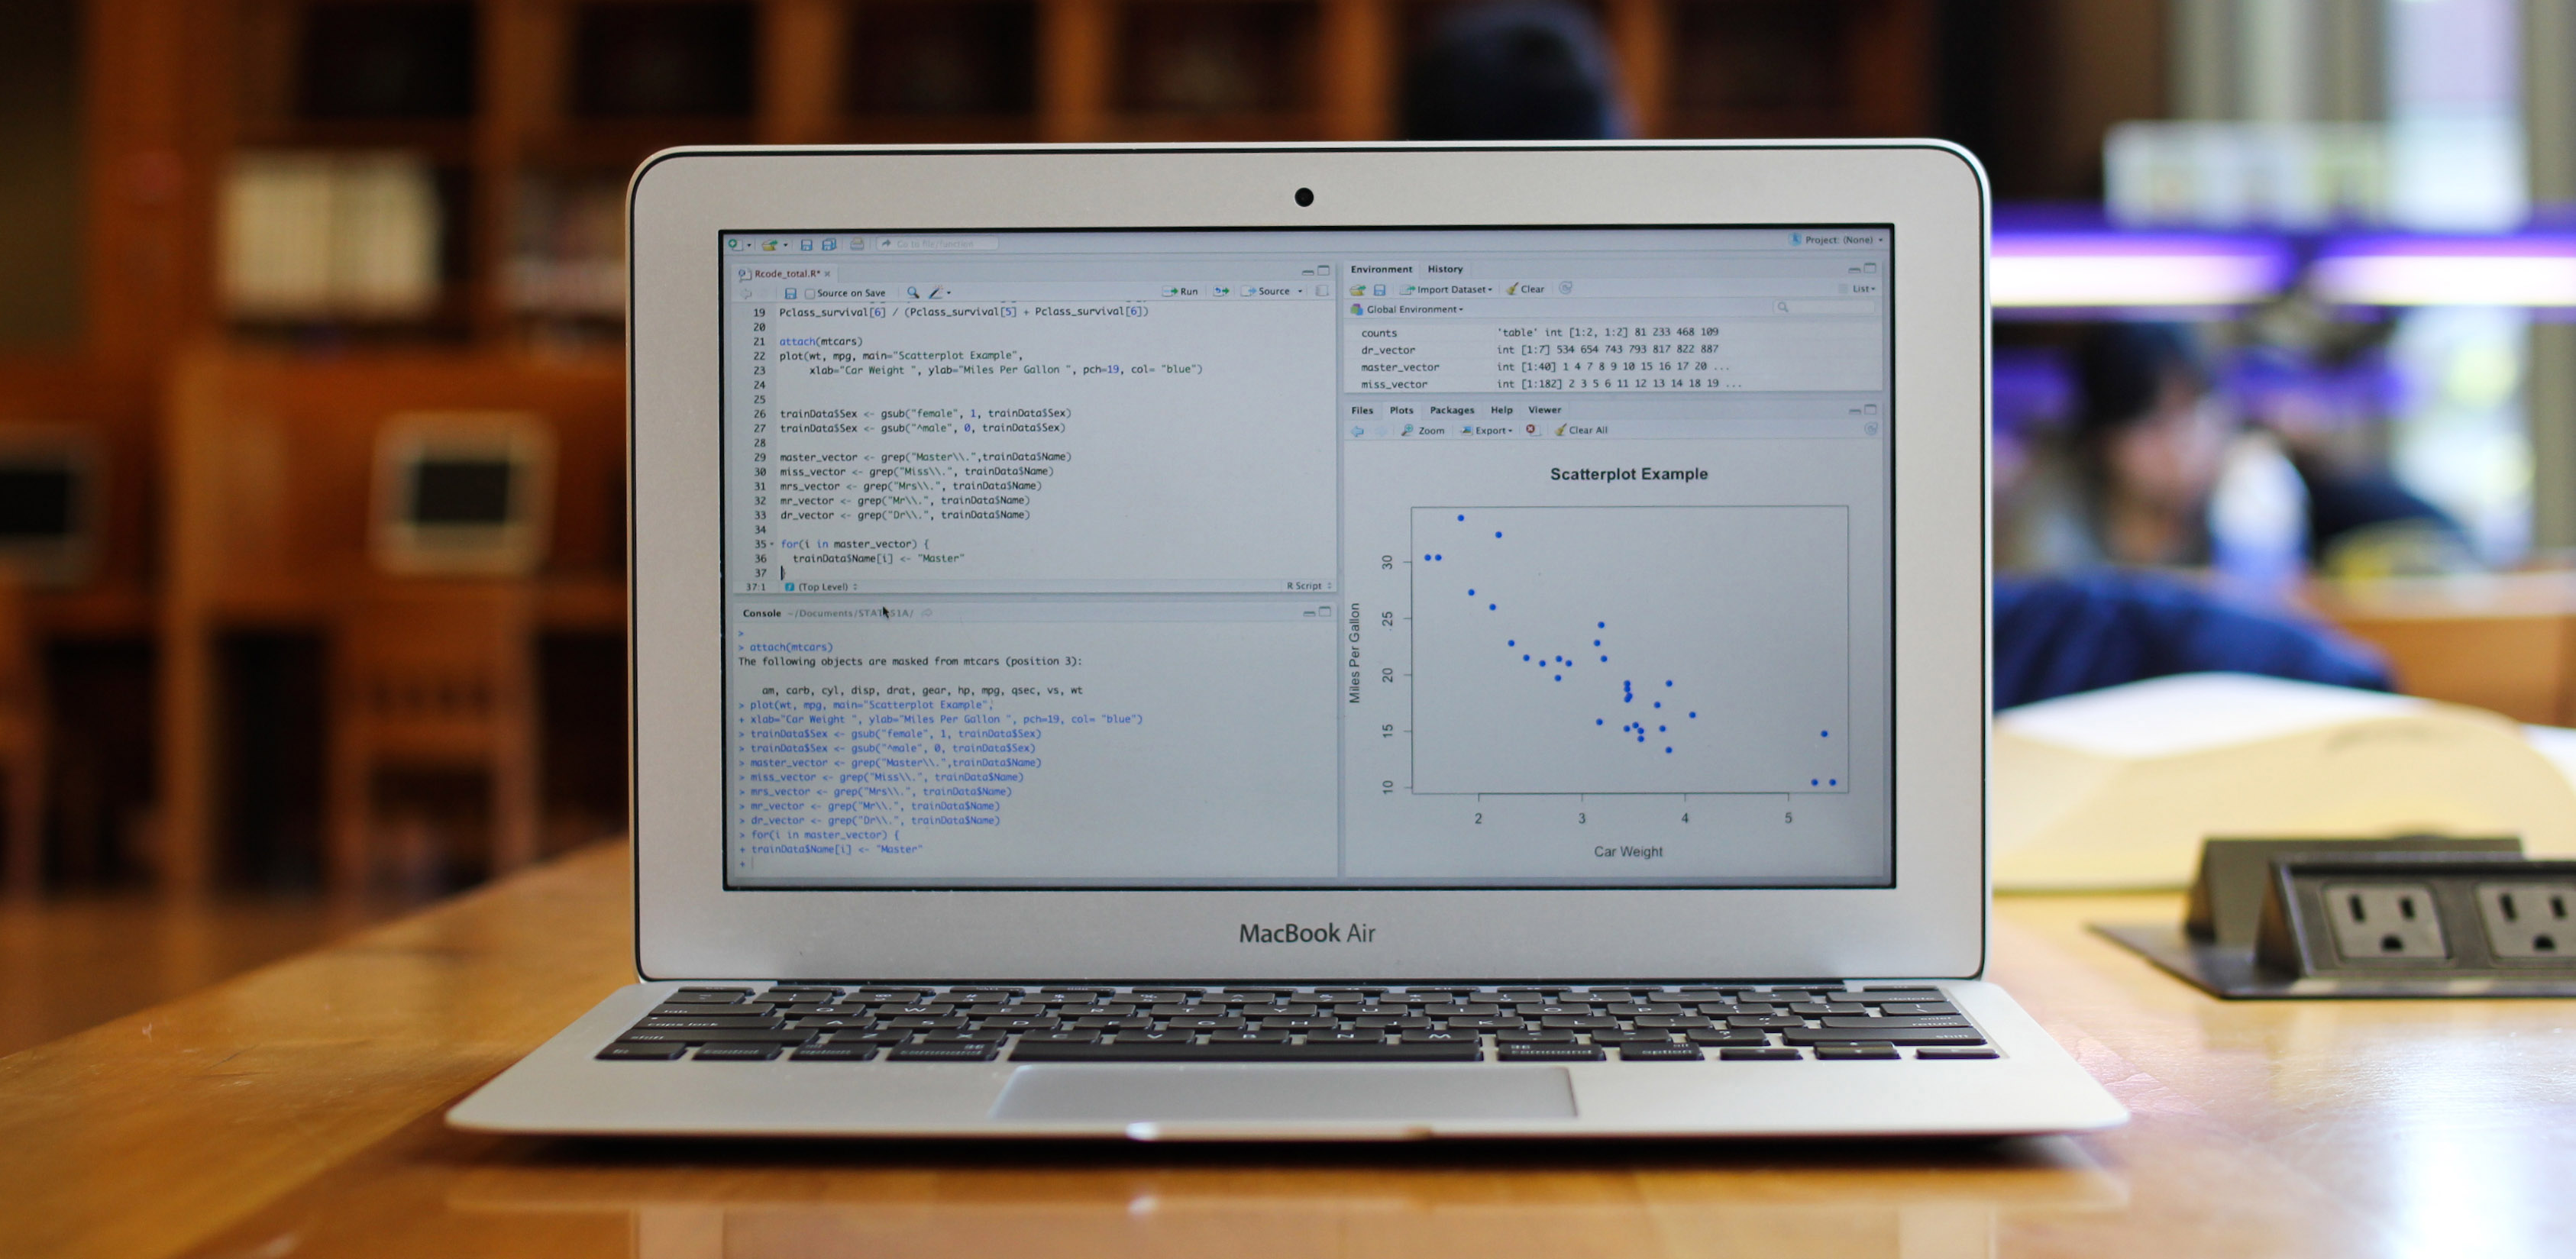 Go to file/function
Project: (None)
Rcode_total.R*
Source on Save
Run
Source
19 Pclass_survival[6] / (Pclass_survival[5] + Pclass_survival[6])
20
21 attach(mtcars)
22 plot(wt, mpg, main="Scatterplot Example",
23 xlab="Car Weight ", ylab="Miles Per Gallon ", pch=19, col= "blue")
24
25
26 trainData$Sex <- gsub("female", 1, trainData$Sex)
27 trainData$Sex <- gsub("^male", 0, trainData$Sex)
28
29 master_vector <- grep("Master\\.",trainData$Name)
30 miss_vector <- grep("Miss\\.", trainData$Name)
31 mrs_vector <- grep("Mrs\\.", trainData$Name)
32 mr_vector <- grep("Mr\\.", trainData$Name)
33 dr_vector <- grep("Dr\\.", trainData$Name)
34
35 for(i in master_vector) {
36 trainData$Name[i] <- "Master"
37 }
37:1 (Top Level) R Script
Console ~/Documents/
>
> attach(mtcars)
The following objects are masked from mtcars (position 3):
am, carb, cyl, disp, drat, gear, hp, mpg, qsec, vs, wt
> plot(wt, mpg, main="Scatterplot Example",
+ xlab="Car Weight ", ylab="Miles Per Gallon ", pch=19, col= "blue")
> trainData$Sex <- gsub("female", 1, trainData$Sex)
> trainData$Sex <- gsub("^male", 0, trainData$Sex)
> master_vector <- grep("Master\\.",trainData$Name)
> miss_vector <- grep("Miss\\.", trainData$Name)
> mrs_vector <- grep("Mrs\\.", trainData$Name)
> mr_vector <- grep("Mr\\.", trainData$Name)
> dr_vector <- grep("Dr\\.", trainData$Name)
> for(i in master_vector) {
+ trainData$Name[i] <- "Master"
+
Environment History
Import Dataset Clear List
Global Environment
counts 'table' int [1:2, 1:2] 81 233 468 109
dr_vector int [1:7] 534 654 743 793 817 822 887
master_vector int [1:40] 1 4 7 8 9 10 15 16 17 20 ...
miss_vector int [1:182] 2 3 5 6 11 12 13 14 18 19 ...
Files Plots Packages Help Viewer
Zoom Export Clear All
Scatterplot Example
Miles Per Gallon
30
25
20
15
10
2 3 4 5
Car Weight
MacBook Air